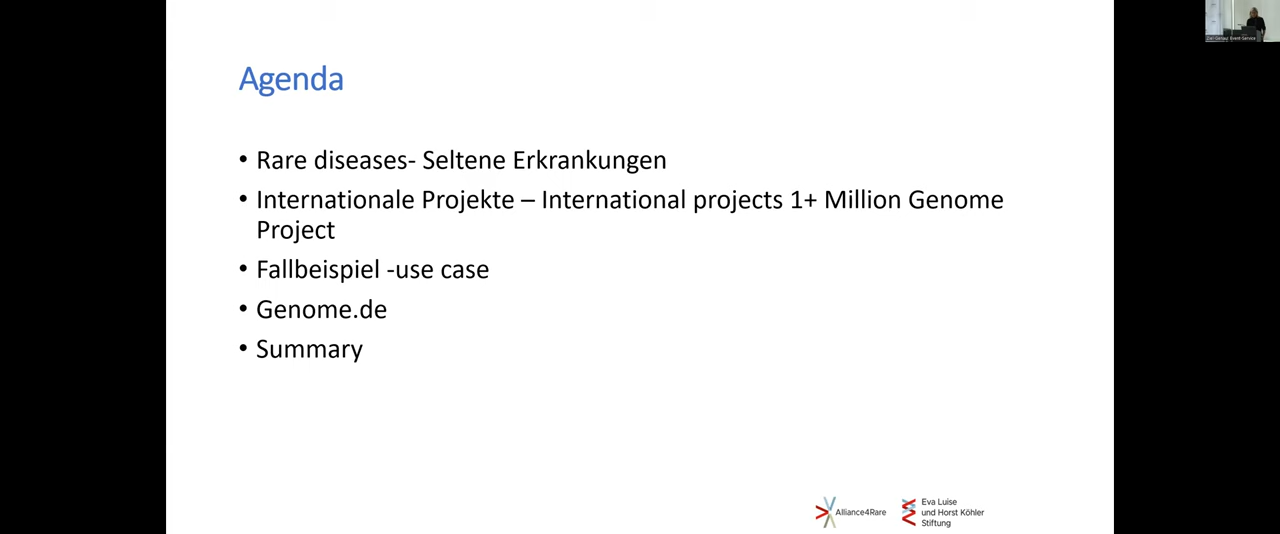 Agenda
• Rare diseases- Seltene Erkrankungen
• Internationale Projekte – International projects 1+ Million Genome
Project
• Fallbeispiel -use case
• Genome.de
• Summary
Alliance4Rare
Eva Luise
und Horst Köhler
Stiftung